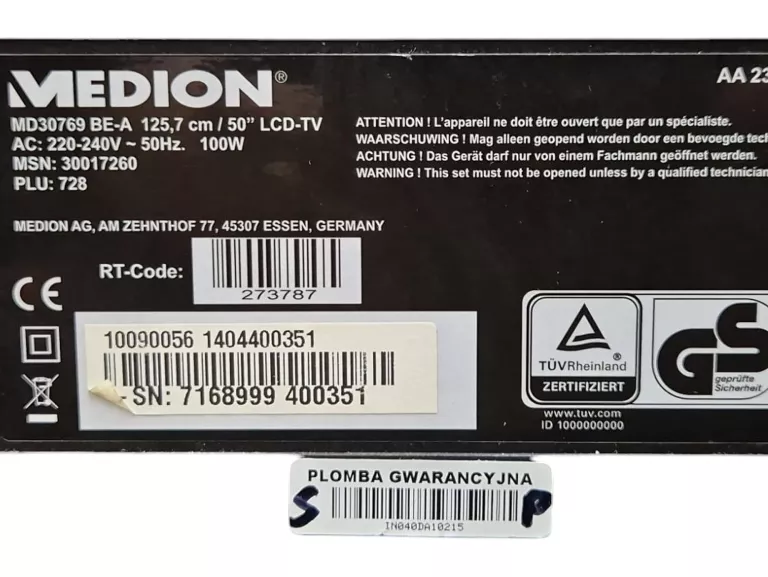 MEDION®
AA 23
MD30769 BE-A 125,7 cm / 50" LCD-TV
AC: 220-240V ~ 50Hz. 100W
MSN: 30017260
PLU: 728
ATTENTION ! L'appareil ne doit être ouvert que par un spécialiste.
WAARSCHUWING ! Mag alleen geopend worden door een bevoegde tech
ACHTUNG ! Das Gerät darf nur von einem Fachmann geöffnet werden.
WARNING ! This set must not be opened unless by a qualified technician
MEDION AG, AM ZEHNTHOF 77, 45307 ESSEN, GERMANY
RT-Code:
273787
CE
10090056 1404400351
SN: 7168999 400351
TÜVRheinland®
ZERTIFIZIERT
www.tuv.com
ID 1000000000
GS
geprüfte
Sicherheit
PLOMBA GWARANCYJNA
S P
IN040DA10215